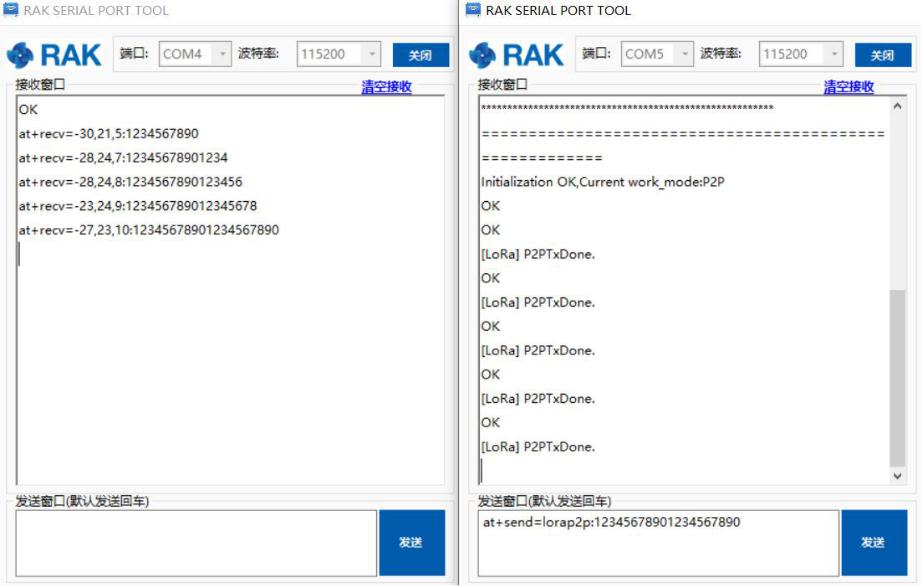 RAK SERIAL PORT TOOL
RAK
端口:
COM4
波特率:
115200
关闭
接收窗口
清空接收
OK
at+recv=-30,21,5:1234567890
at+recv=-28,24,7:12345678901234
at+recv=-28,24,8:1234567890123456
at+recv=-23,24,9:123456789012345678
at+recv=-27,23,10:12345678901234567890
发送窗口(默认发送回车)
发送
RAK SERIAL PORT TOOL
RAK
端口:
COM5
波特率:
115200
关闭
接收窗口
清空接收
********************************************************
===========================================
=============
Initialization OK,Current work_mode:P2P
OK
OK
[LoRa] P2PTxDone.
OK
[LoRa] P2PTxDone.
OK
[LoRa] P2PTxDone.
OK
[LoRa] P2PTxDone.
OK
[LoRa] P2PTxDone.
发送窗口(默认发送回车)
at+send=lorap2p:12345678901234567890
发送